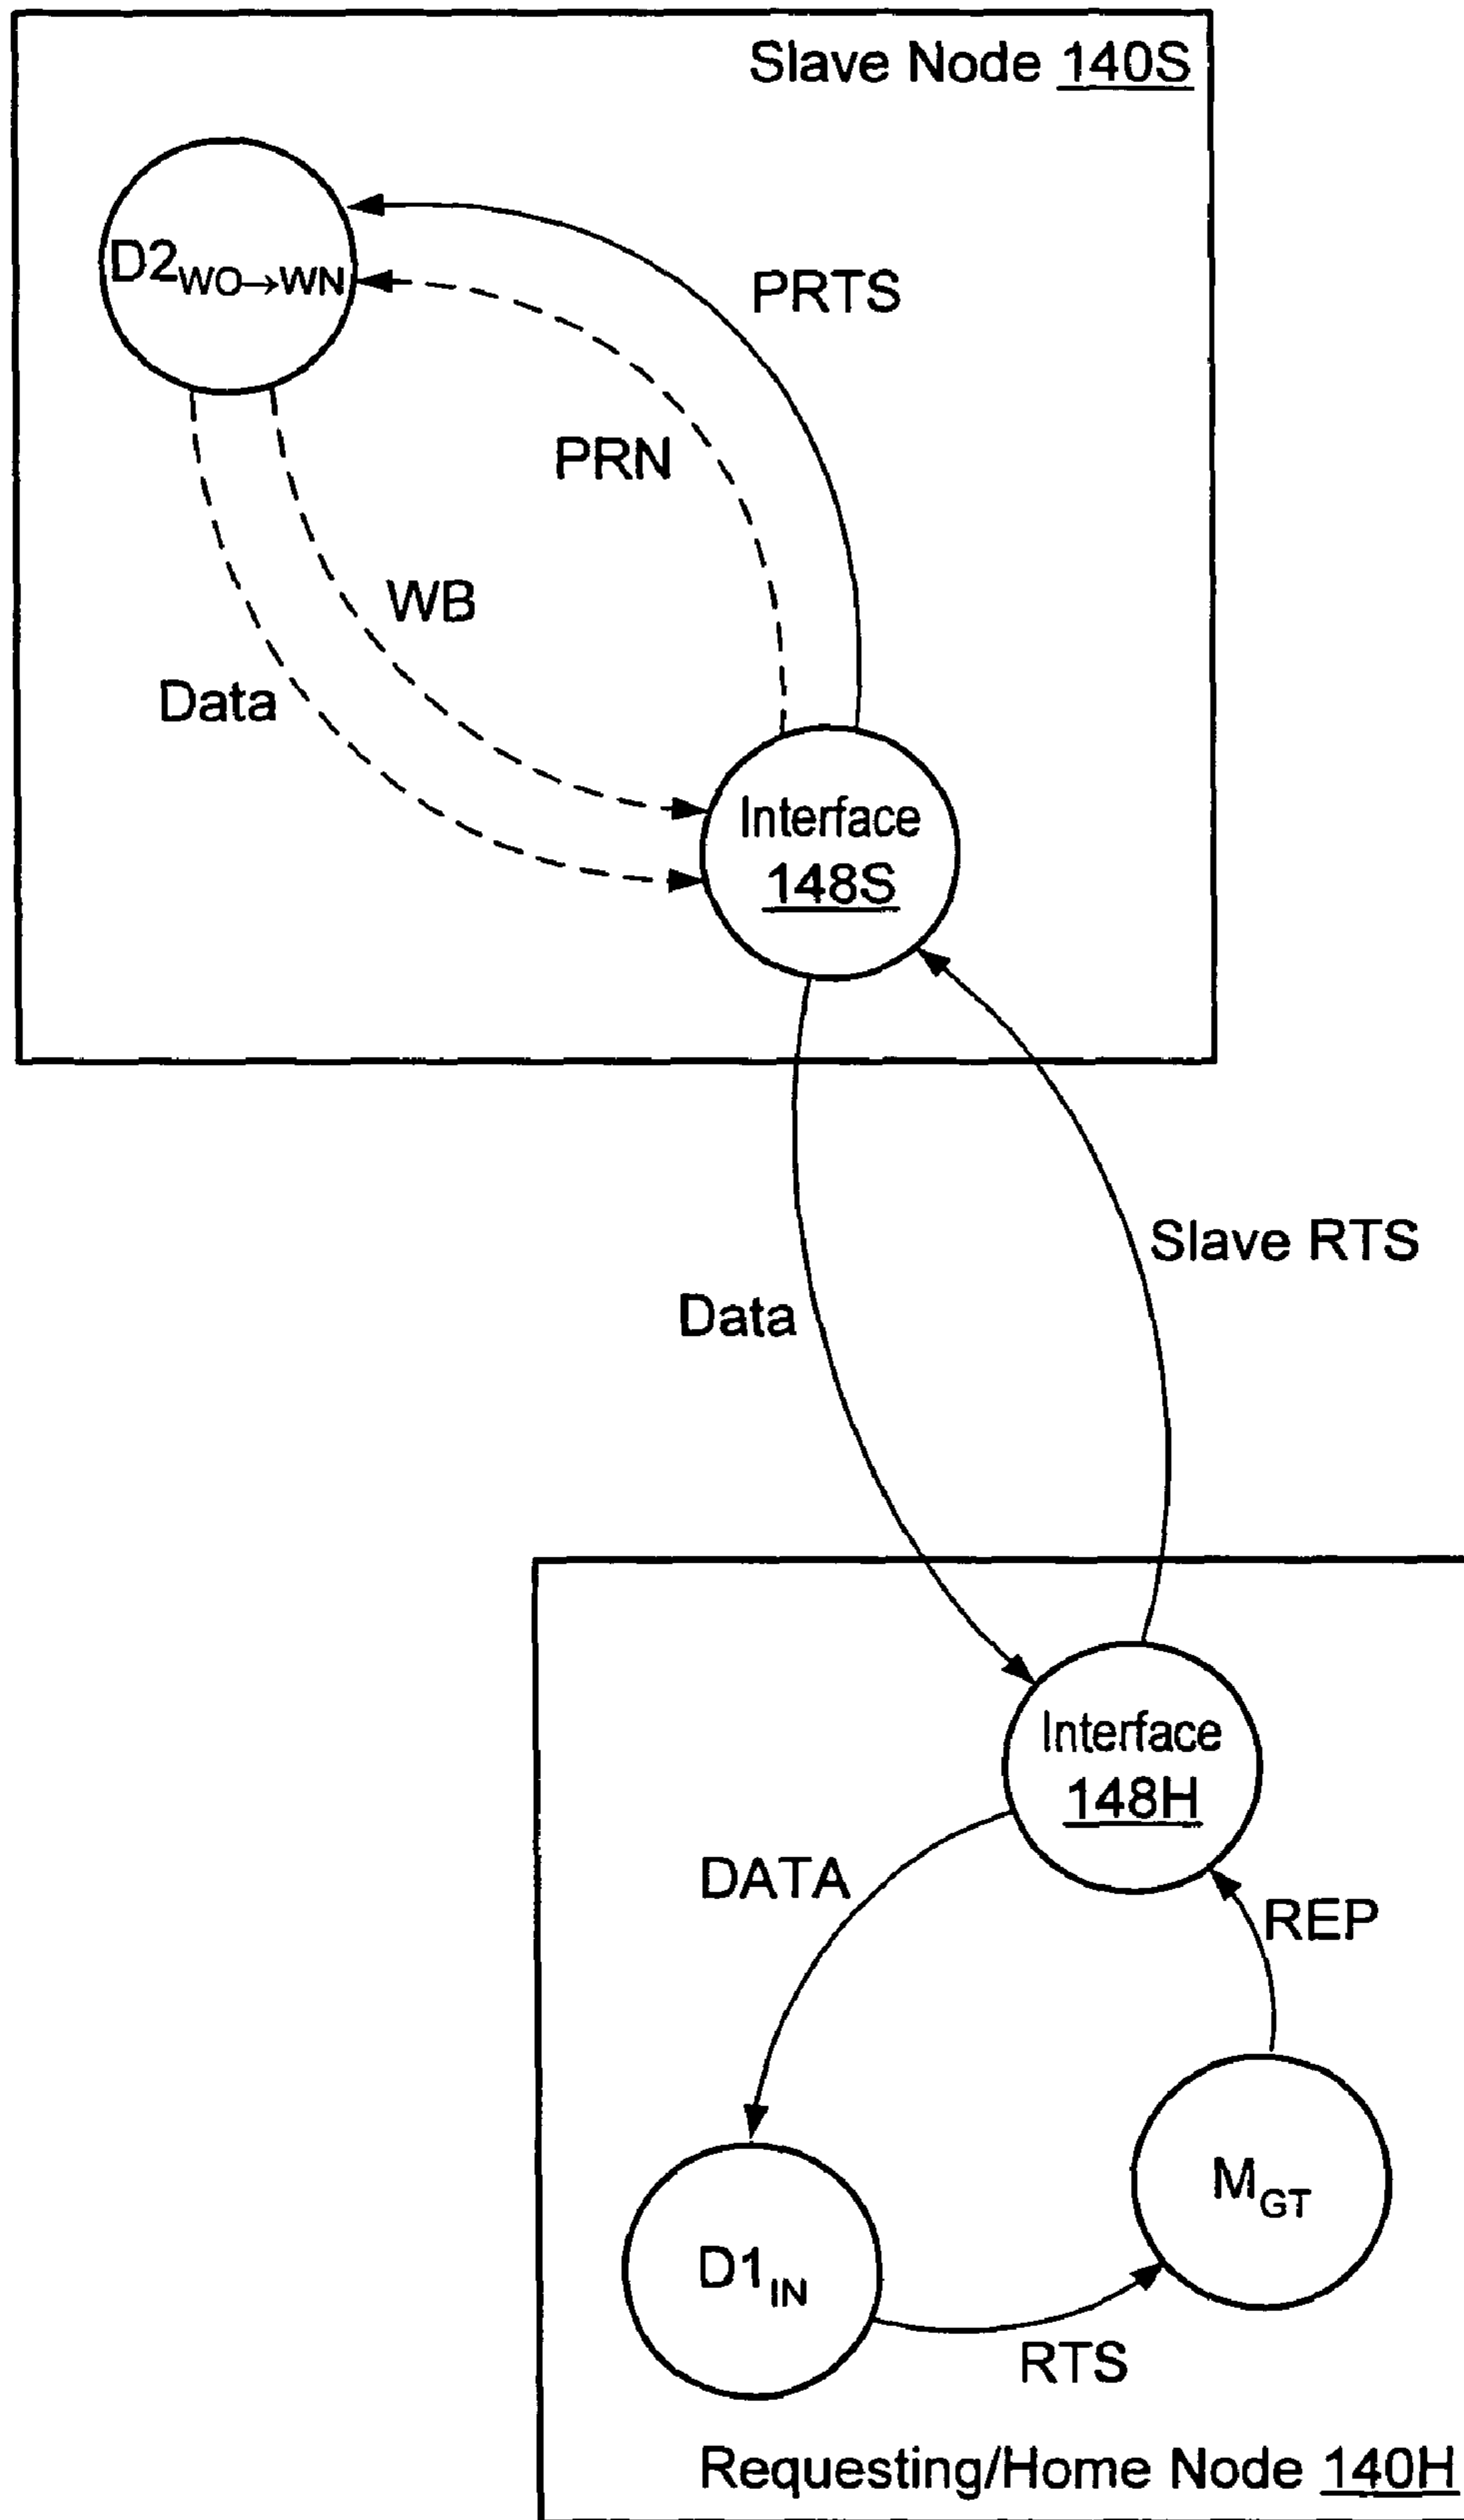 Slave Node 140S
D2WO→WN
PRTS
PRN
WB
Data
Interface
148S
Slave RTS
Data
Interface
148H
DATA
REP
MGT
D1IN
RTS
Requesting/Home Node 140H